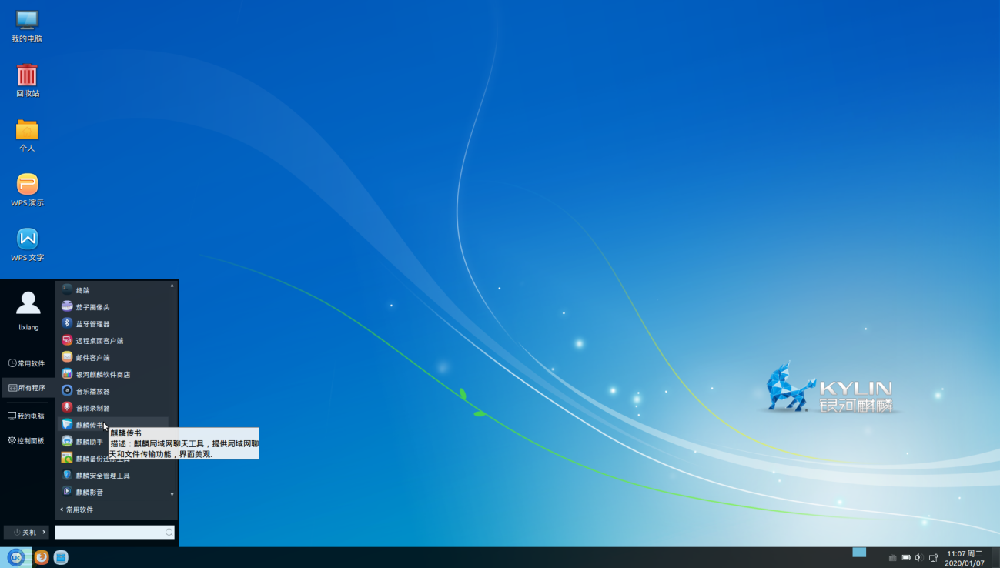 我的电脑
回收站
个人
WPS 演示
WPS 文字
lixiang
常用软件
所有程序
我的电脑
控制面板
关机
终端
茄子摄像头
蓝牙管理器
远程桌面客户端
邮件客户端
银河麒麟软件商店
音乐播放器
音频录制器
麒麟传书
麒麟助手
麒麟备份还原工具
麒麟安全管理工具
麒麟影音
常用软件
麒麟传书
描述：麒麟局域网聊天工具，提供局域网聊
天和文件传输功能，界面美观.
KYLIN
银河麒麟
11:07 周二
2020/01/07